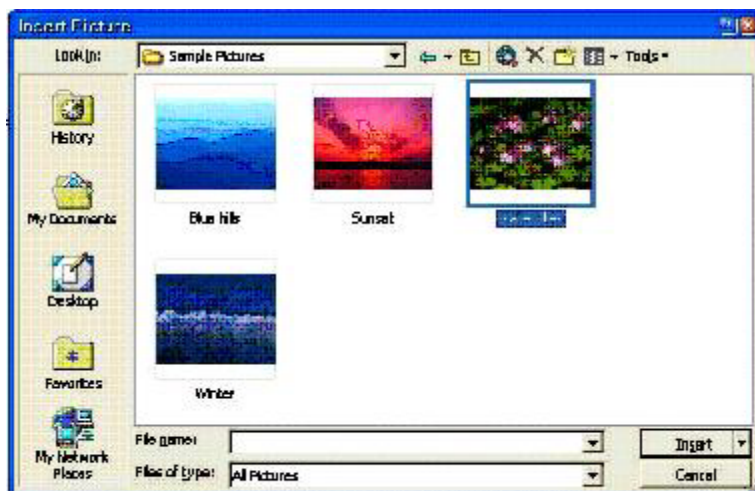 Insert Picture
Look in: Sample Pictures Tools
History
My Documents
Desktop
Favorites
My Network
Places
Blue hills Sunset
Winter
File name: Insert
Files of type: All Pictures Cancel